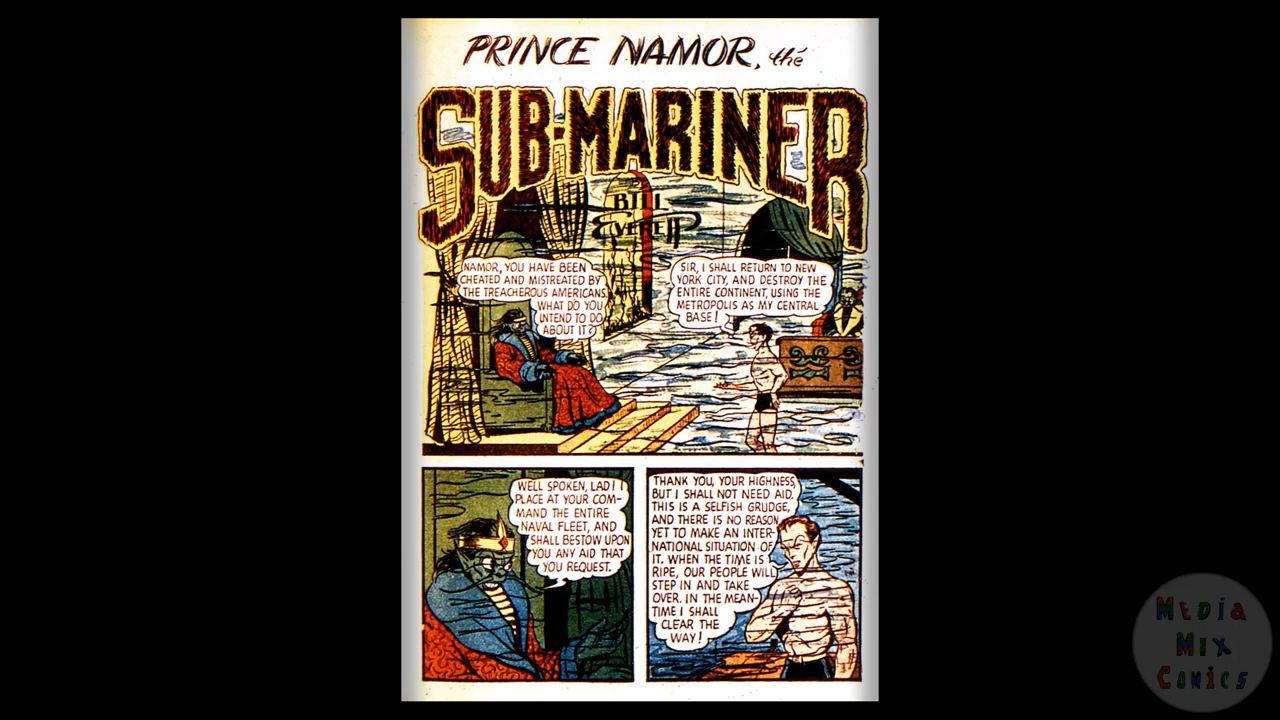 PRINCE NAMOR, the
SUB-MARINER
BILL
EVERETT
NAMOR, YOU HAVE BEEN
CHEATED AND MISTREATED BY
THE TREACHEROUS AMERICANS.
WHAT DO YOU
INTEND TO DO
ABOUT IT?
SIR, I SHALL RETURN TO NEW
YORK CITY, AND DESTROY THE
ENTIRE CONTINENT, USING THE
METROPOLIS AS MY CENTRAL
BASE!
WELL SPOKEN, LAD! I
PLACE AT YOUR COM-
MAND THE ENTIRE
NAVAL FLEET, AND
SHALL BESTOW UPON
YOU ANY AID THAT
YOU REQUEST.
THANK YOU, YOUR HIGHNESS,
BUT I SHALL NOT NEED AID.
THIS IS A SELFISH GRUDGE,
AND THERE IS NO REASON
YET TO MAKE AN INTER-
NATIONAL SITUATION OF
IT. WHEN THE TIME IS
RIPE, OUR PEOPLE WILL
STEP IN AND TAKE
OVER. IN THE MEAN-
TIME I SHALL
CLEAR THE
WAY!
MEDiA
MiX
COMiCS